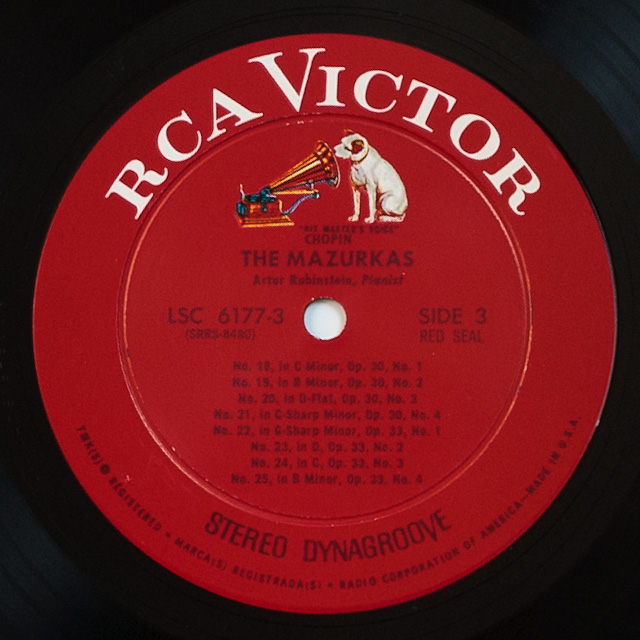 RCA VICTOR
"HIS MASTER'S VOICE"
CHOPIN
THE MAZURKAS
Artur Rubinstein, Pianist
LSC 6177-3
(SRRS-8480)
SIDE 3
RED SEAL
No. 18, in C Minor, Op. 30, No. 1
No. 19, in B Minor, Op. 30, No. 2
No. 20, in D-Flat, Op. 30, No. 3
No. 21, in C-Sharp Minor, Op. 30, No. 4
No. 22, in G-Sharp Minor, Op. 33, No. 1
No. 23, in D, Op. 33, No. 2
No. 24, in C, Op. 33, No. 3
No. 25, in B Minor, Op. 33, No. 4
STEREO DYNAGROOVE
TMK(S) ® REGISTERED • MARCA(S) REGISTRADA(S) • RADIO CORPORATION OF AMERICA—MADE IN U.S.A.